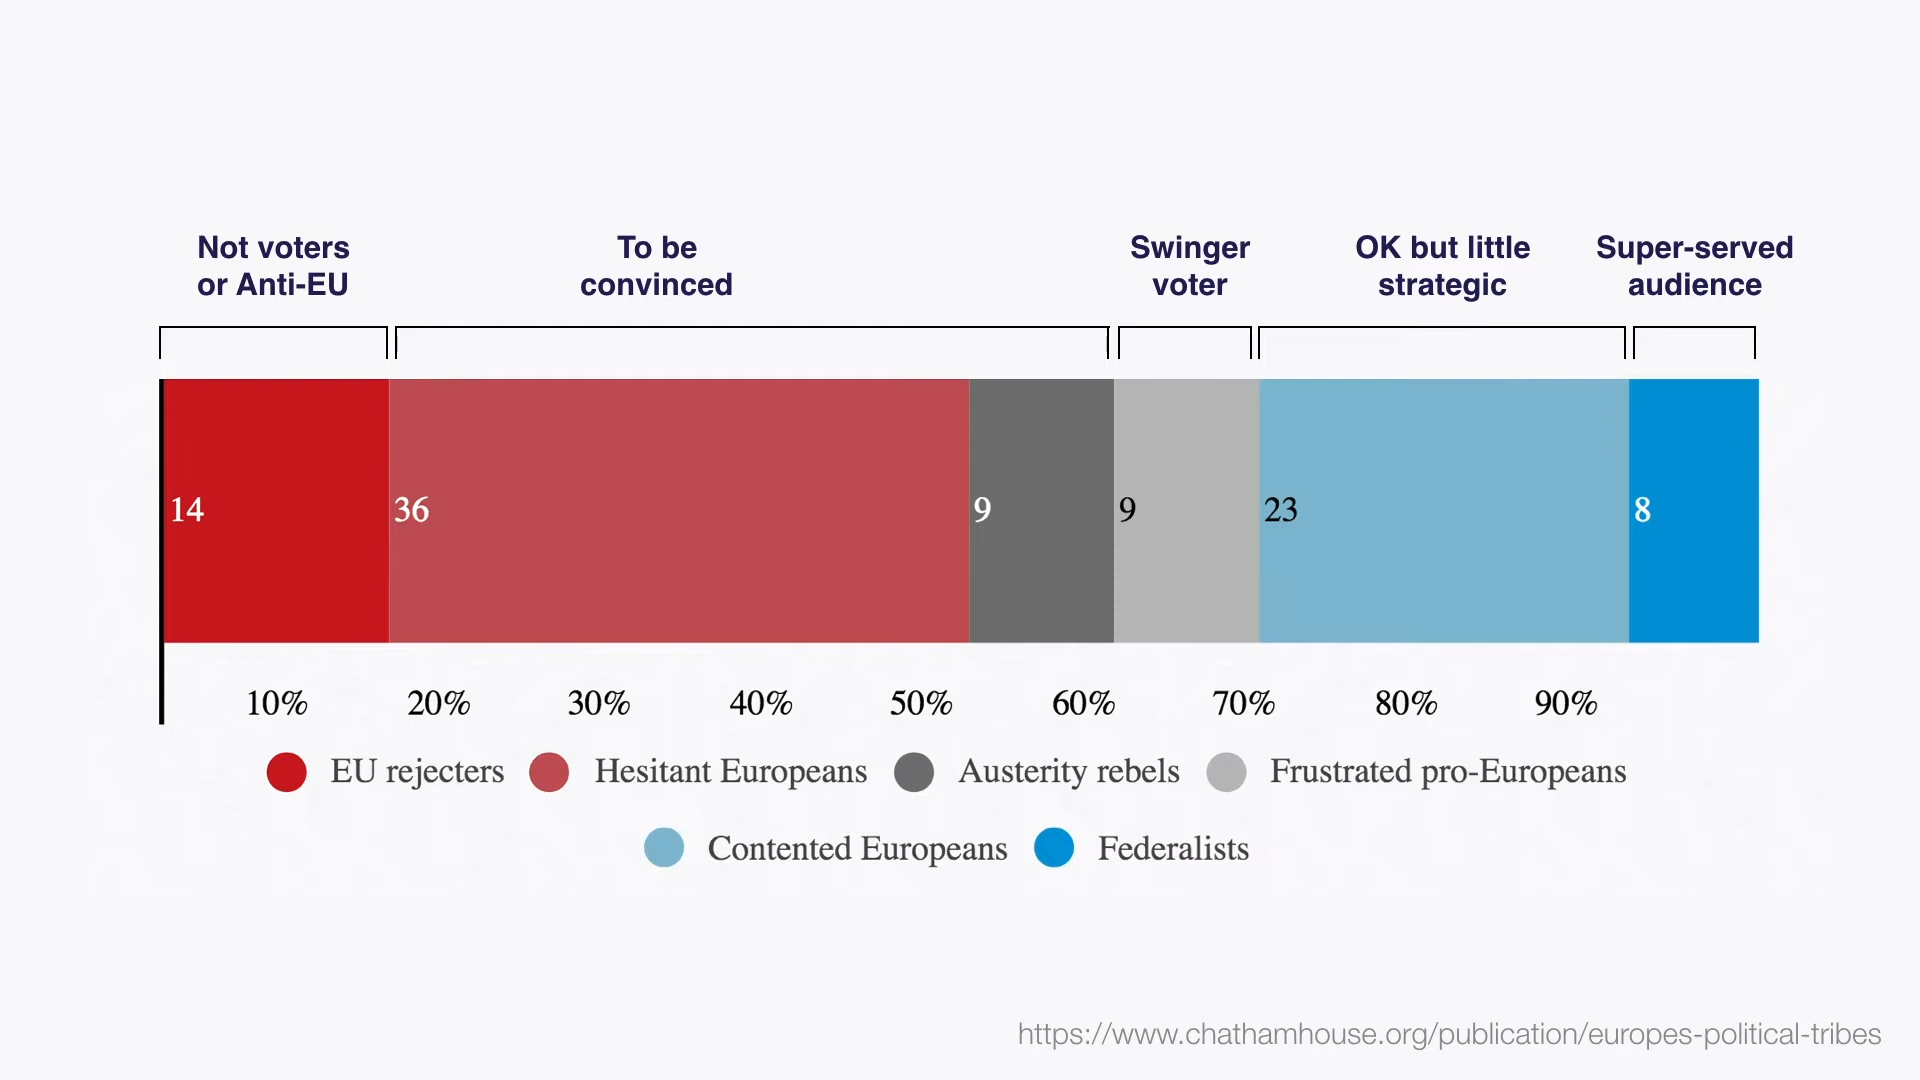 Not voters
or Anti-EU
To be
convinced
Swinger
voter
OK but little
strategic
Super-served
audience
14
36
9
9
23
8
10%
20%
30%
40%
50%
60%
70%
80%
90%
EU rejecters
Hesitant Europeans
Austerity rebels
Frustrated pro-Europeans
Contented Europeans
Federalists
https://www.chathamhouse.org/publication/europes-political-tribes